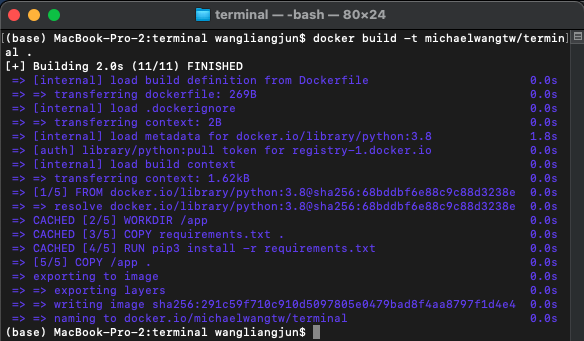 terminal — -bash — 80×24
(base) MacBook-Pro-2:terminal wangliangjun$ docker build -t michaelwangtw/termin
al .
[+] Building 2.0s (11/11) FINISHED
=> [internal] load build definition from Dockerfile 0.0s
=> => transferring dockerfile: 269B 0.0s
=> [internal] load .dockerignore 0.0s
=> => transferring context: 2B 0.0s
=> [internal] load metadata for docker.io/library/python:3.8 1.8s
=> [auth] library/python:pull token for registry-1.docker.io 0.0s
=> [internal] load build context 0.0s
=> => transferring context: 1.62kB 0.0s
=> [1/5] FROM docker.io/library/python:3.8@sha256:68bddbf6e88c9c88d3238e 0.0s
=> => resolve docker.io/library/python:3.8@sha256:68bddbf6e88c9c88d3238e 0.0s
=> CACHED [2/5] WORKDIR /app 0.0s
=> CACHED [3/5] COPY requirements.txt . 0.0s
=> CACHED [4/5] RUN pip3 install -r requirements.txt 0.0s
=> [5/5] COPY /app . 0.0s
=> exporting to image 0.0s
=> => exporting layers 0.0s
=> => writing image sha256:291c59f710c910d5097805e0479bad8f4aa8797f1d4e4 0.0s
=> => naming to docker.io/michaelwangtw/terminal 0.0s
(base) MacBook-Pro-2:terminal wangliangjun$